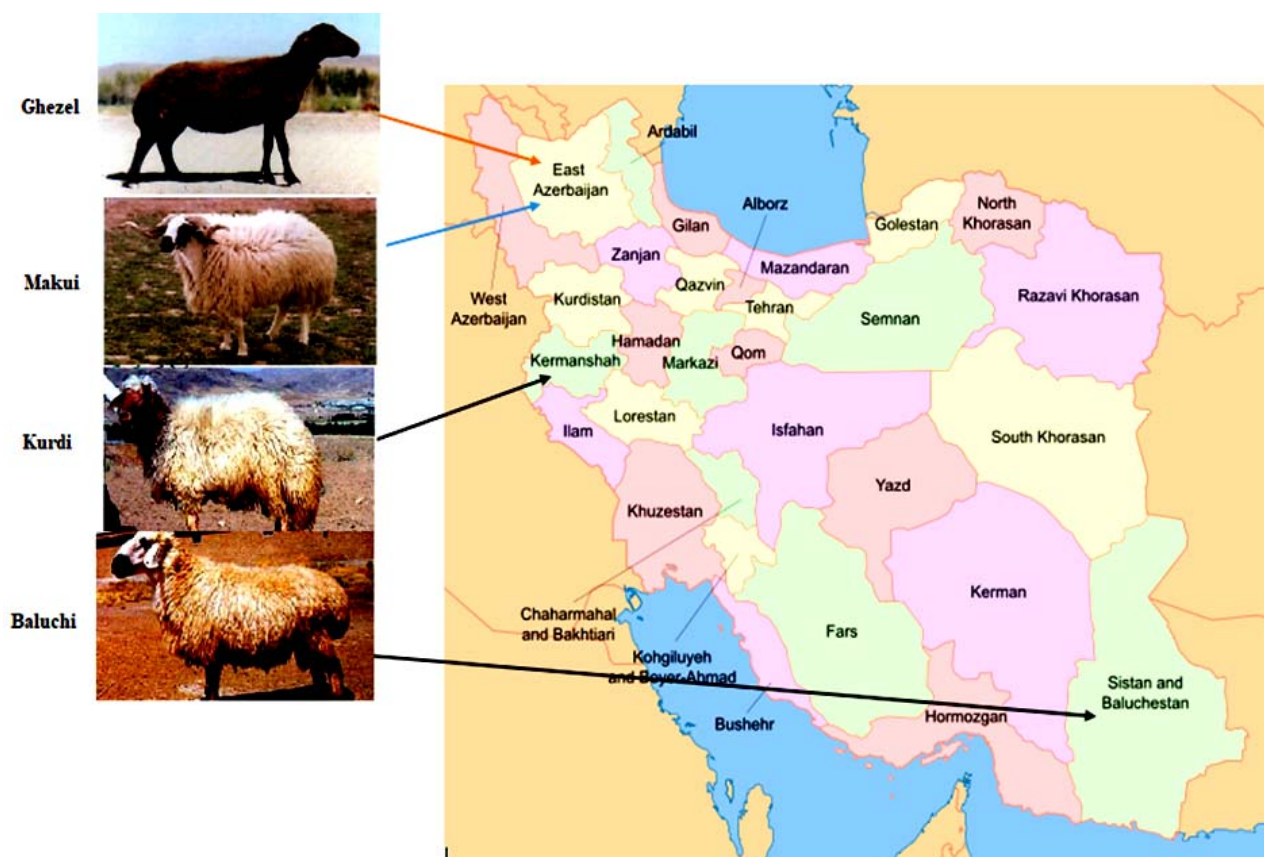 Ghezel
Makui
Kurdi
Baluchi
Ardabil
East
Azerbaijan
Alborz
North
Khorasan
Golestan
Gilan
Zanjan
Mazandaran
Qazvin
Razavi Khorasan
West
Azerbaijan
Kurdistan
Tehran
Semnan
Hamadan
Kermanshah
Markazi
Qom
Lorestan
Ilam
Isfahan
South Khorasan
Yazd
Khuzestan
Kerman
Chaharmahal
and Bakhtiari
Fars
Kohgiluyeh
and Boyer-Ahmad
Sistan and
Baluchestan
Bushehr
Hormozgan